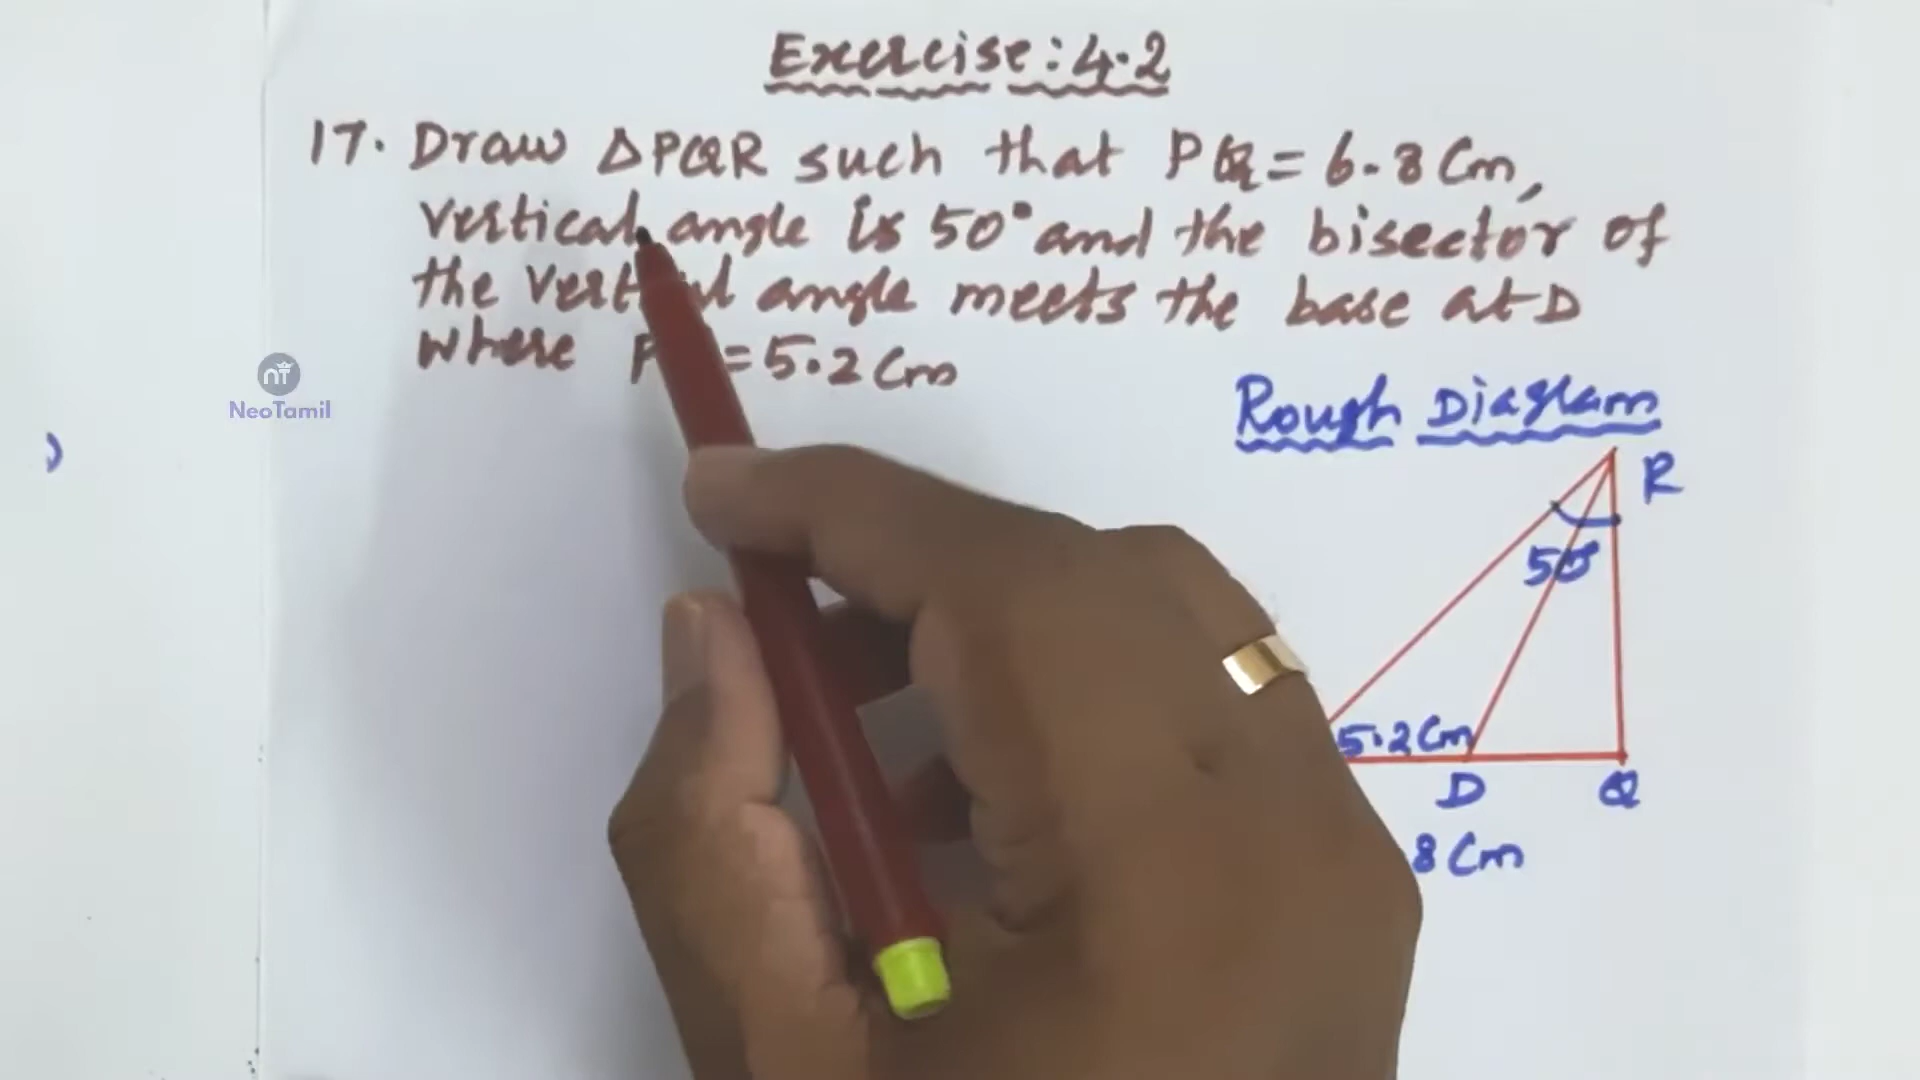 Exercise: 4.2
17. Draw ΔPQR such that PQ = 6.8 Cm,
vertical angle is 50° and the bisector of
the angle meets the base at D
where = 5.2 Cm
nT
NeoTamil
Rough Diagram
R
50°
5.2 Cm
D Q
8 Cm